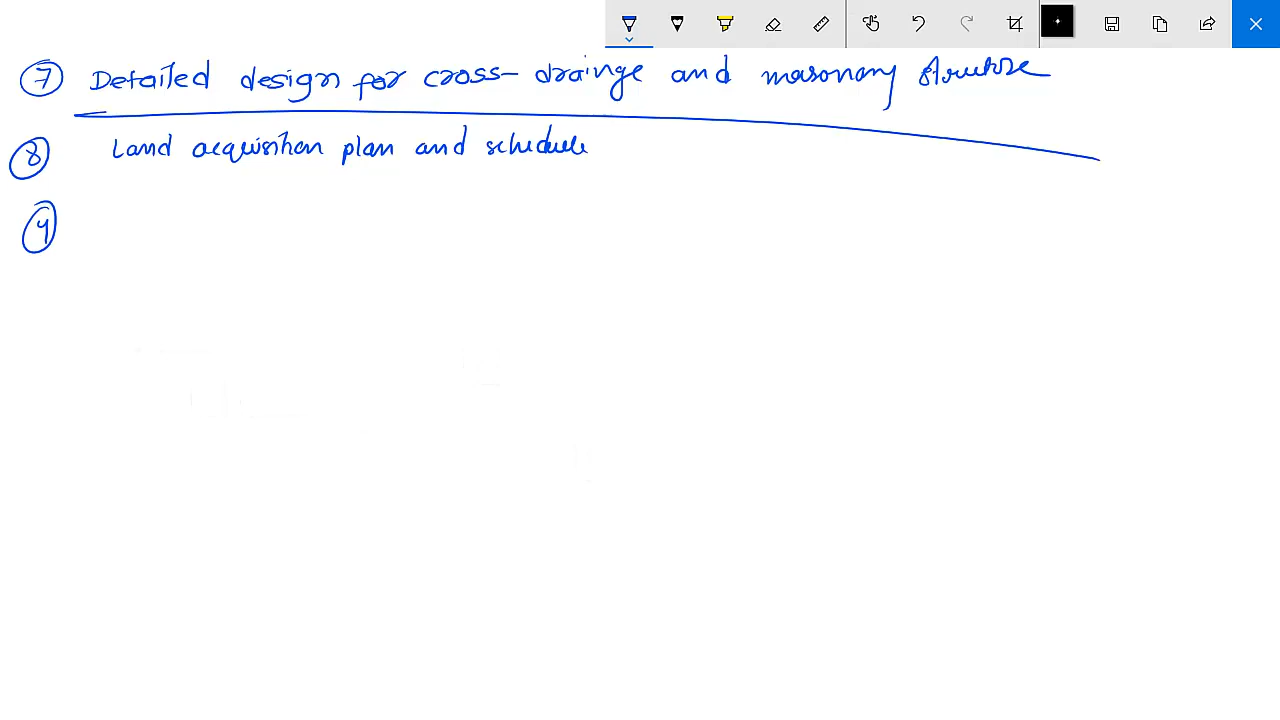 7 Detailed design for cross-drainge and masonary structure
8 Land acquisition plan and schedule
9